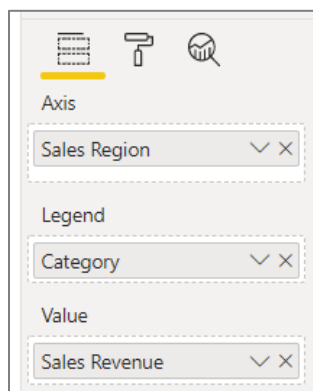 Axis
Sales Region
Legend
Category
Value
Sales Revenue